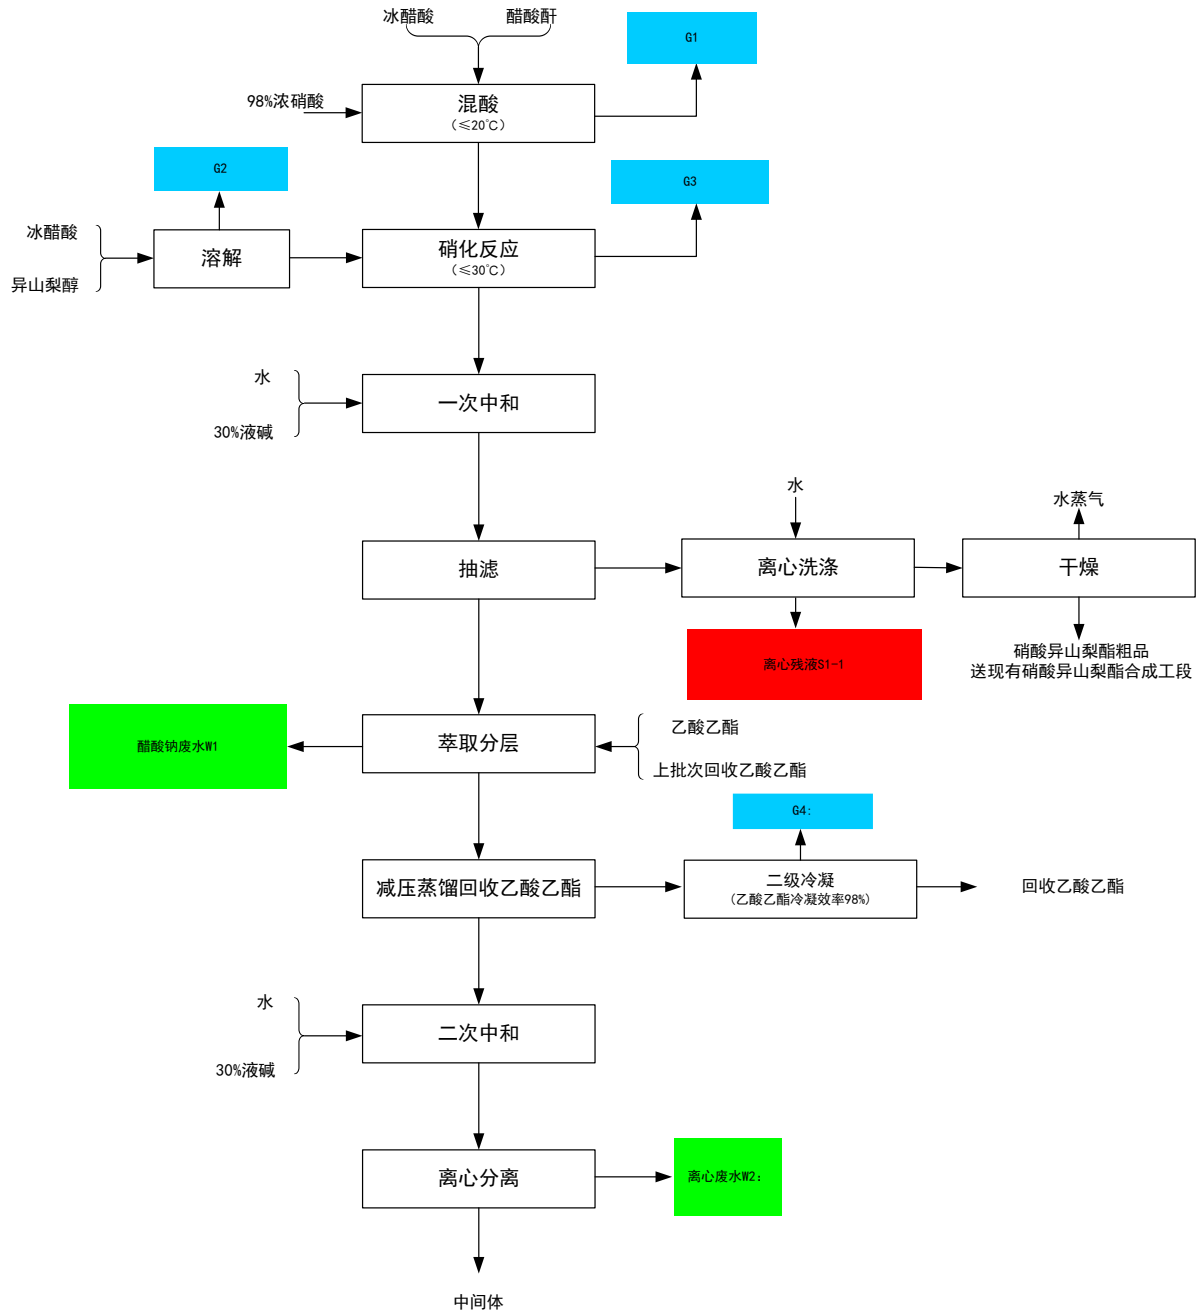 冰醋酸
醋酸酐
G1
98%浓硝酸
混酸
(≤20℃)
G2
G3
冰醋酸
异山梨醇
溶解
硝化反应
(≤30℃)
水
30%液碱
一次中和
水
水蒸气
抽滤
离心洗涤
干燥
离心残液S1-1
硝酸异山梨酯粗品
送现有硝酸异山梨酯合成工段
醋酸钠废水W1
萃取分层
乙酸乙酯
上批次回收乙酸乙酯
G4:
减压蒸馏回收乙酸乙酯
二级冷凝
(乙酸乙酯冷凝效率98%)
回收乙酸乙酯
水
30%液碱
二次中和
离心分离
离心废水W2:
中间体